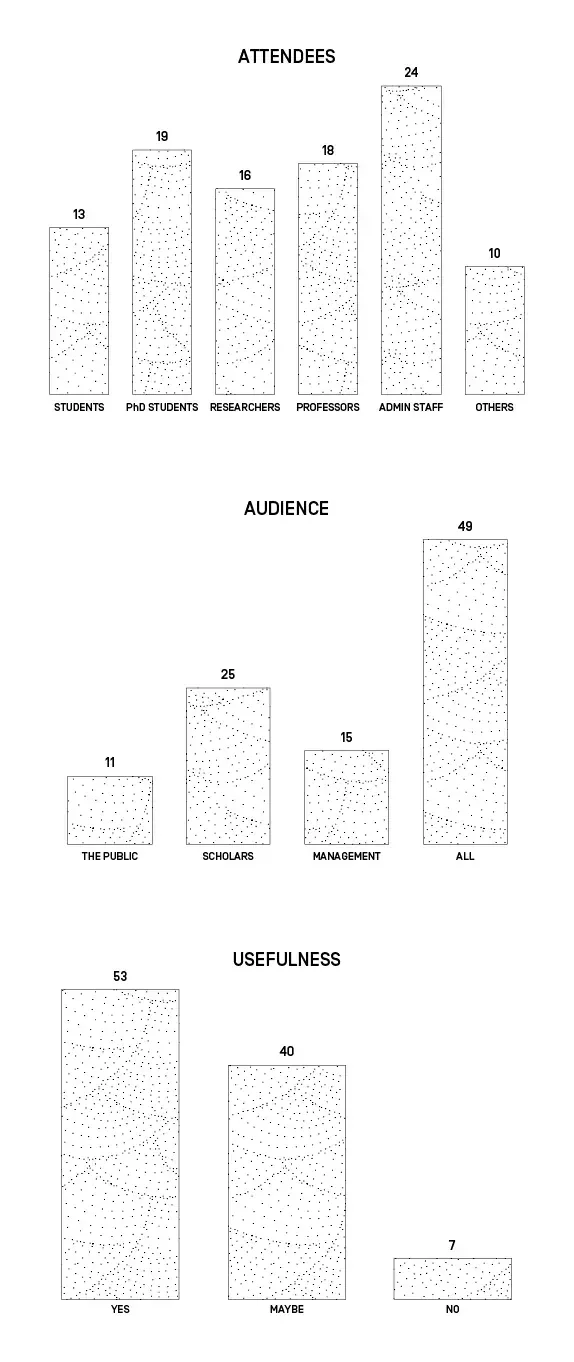 ATTENDEES
24
19
18
16
13
10
STUDENTS PhD STUDENTS RESEARCHERS PROFESSORS ADMIN STAFF OTHERS
AUDIENCE
49
25
15
11
THE PUBLIC SCHOLARS MANAGEMENT ALL
USEFULNESS
53
40
7
YES MAYBE NO